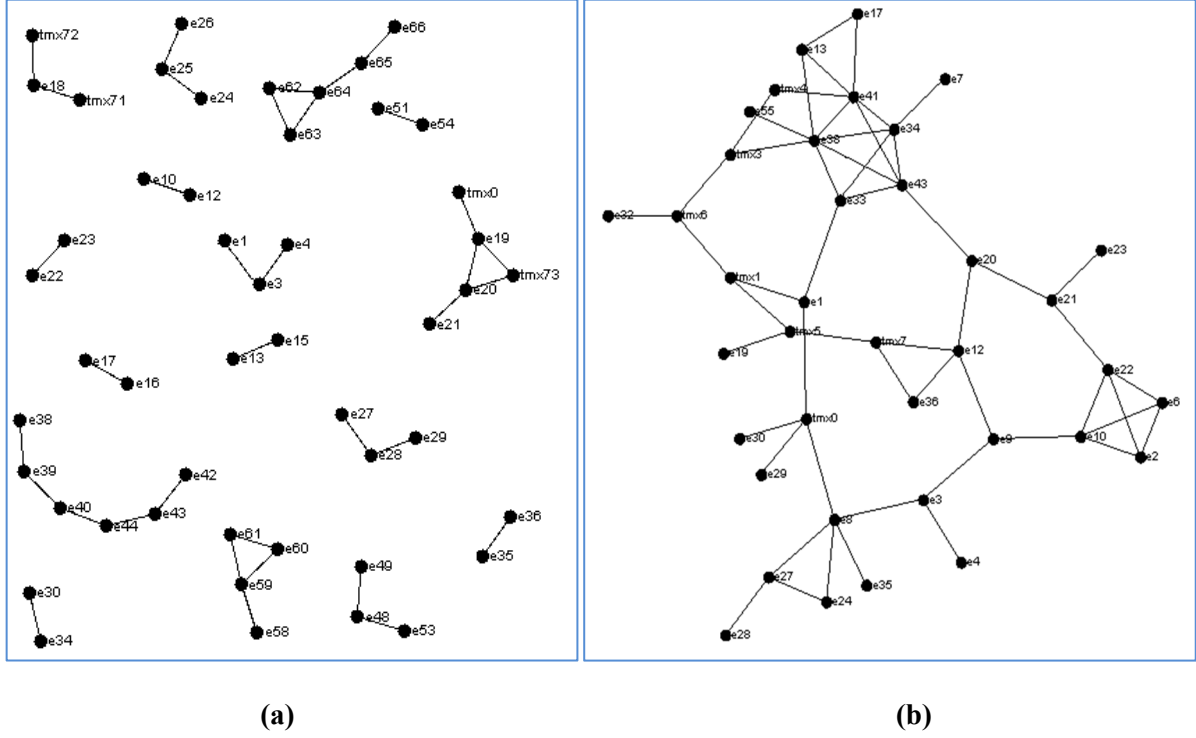 tmx72
e26
e66
e65
e25
e18
tmx71
e24
e62
e64
e51
e54
e63
e10
e12
tmx0
e23
e1
e4
e19
e22
e3
tmx73
e20
e21
e15
e13
e17
e16
e38
e27
e29
e28
e39
e42
e40
e44
e43
e36
e61
e60
e35
e49
e59
e30
e48
e53
e58
e34
e17
e13
e7
tmx4
e41
e55
e34
e38
tmx3
e43
e33
e32
tmx6
e23
e20
tmx1
e21
e1
tmx5
tmx7
e12
e19
e22
e36
e6
tmx0
e30
e9
e10
e2
e29
e3
e8
e4
e27
e35
e24
e28
(a)
(b)